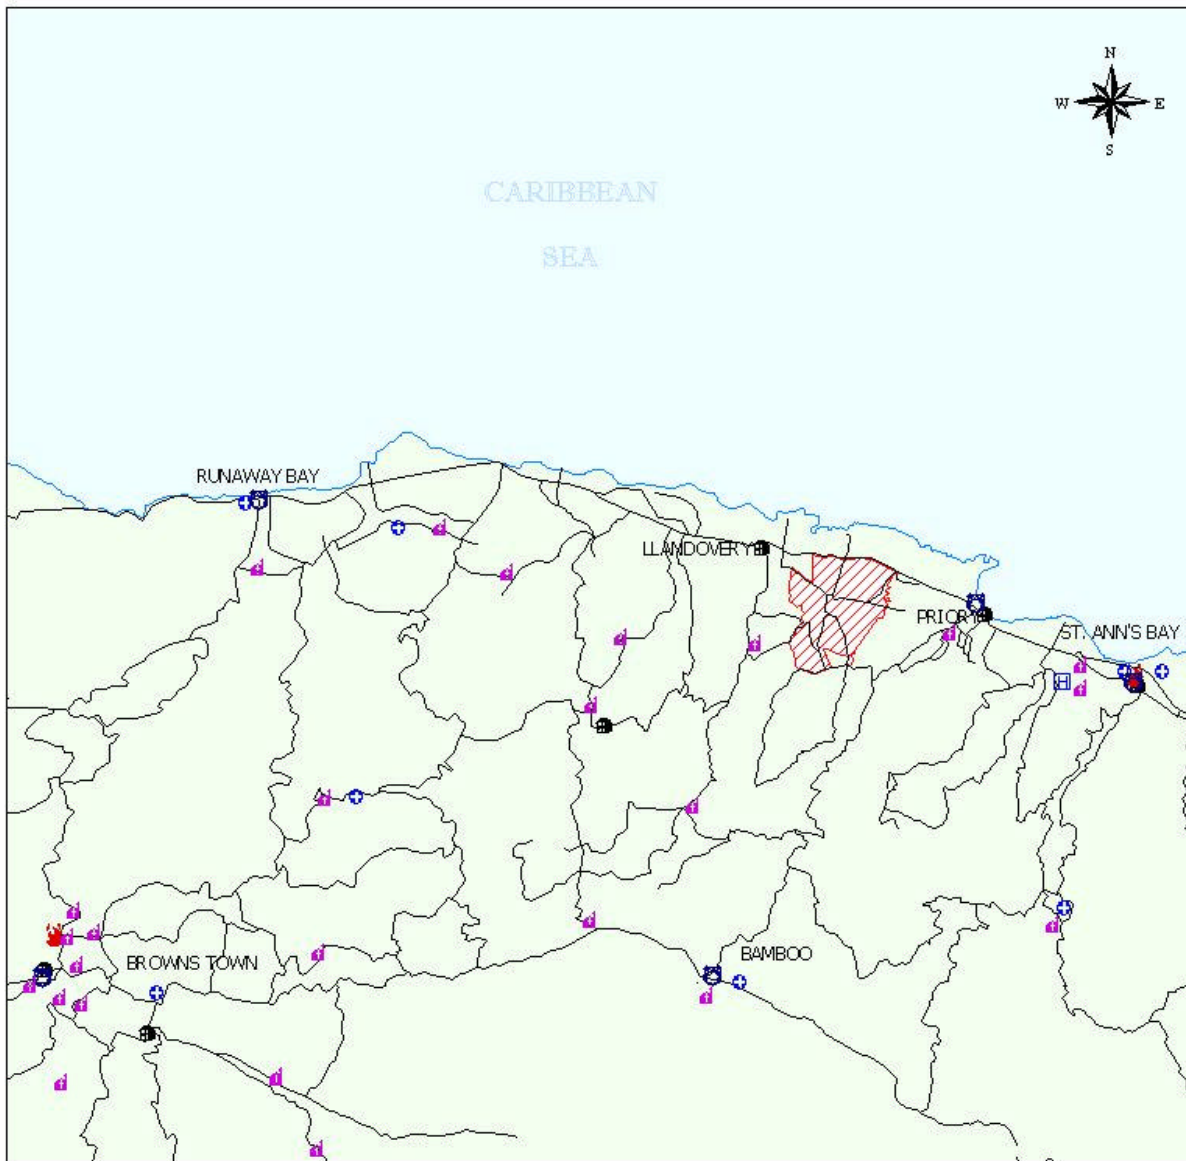 N
W E
S
CARIBBEAN
SEA
RUNAWAY BAY
LLANDOVERY
PRIORY
ST. ANN'S BAY
H
BROWNS TOWN
BAMBOO